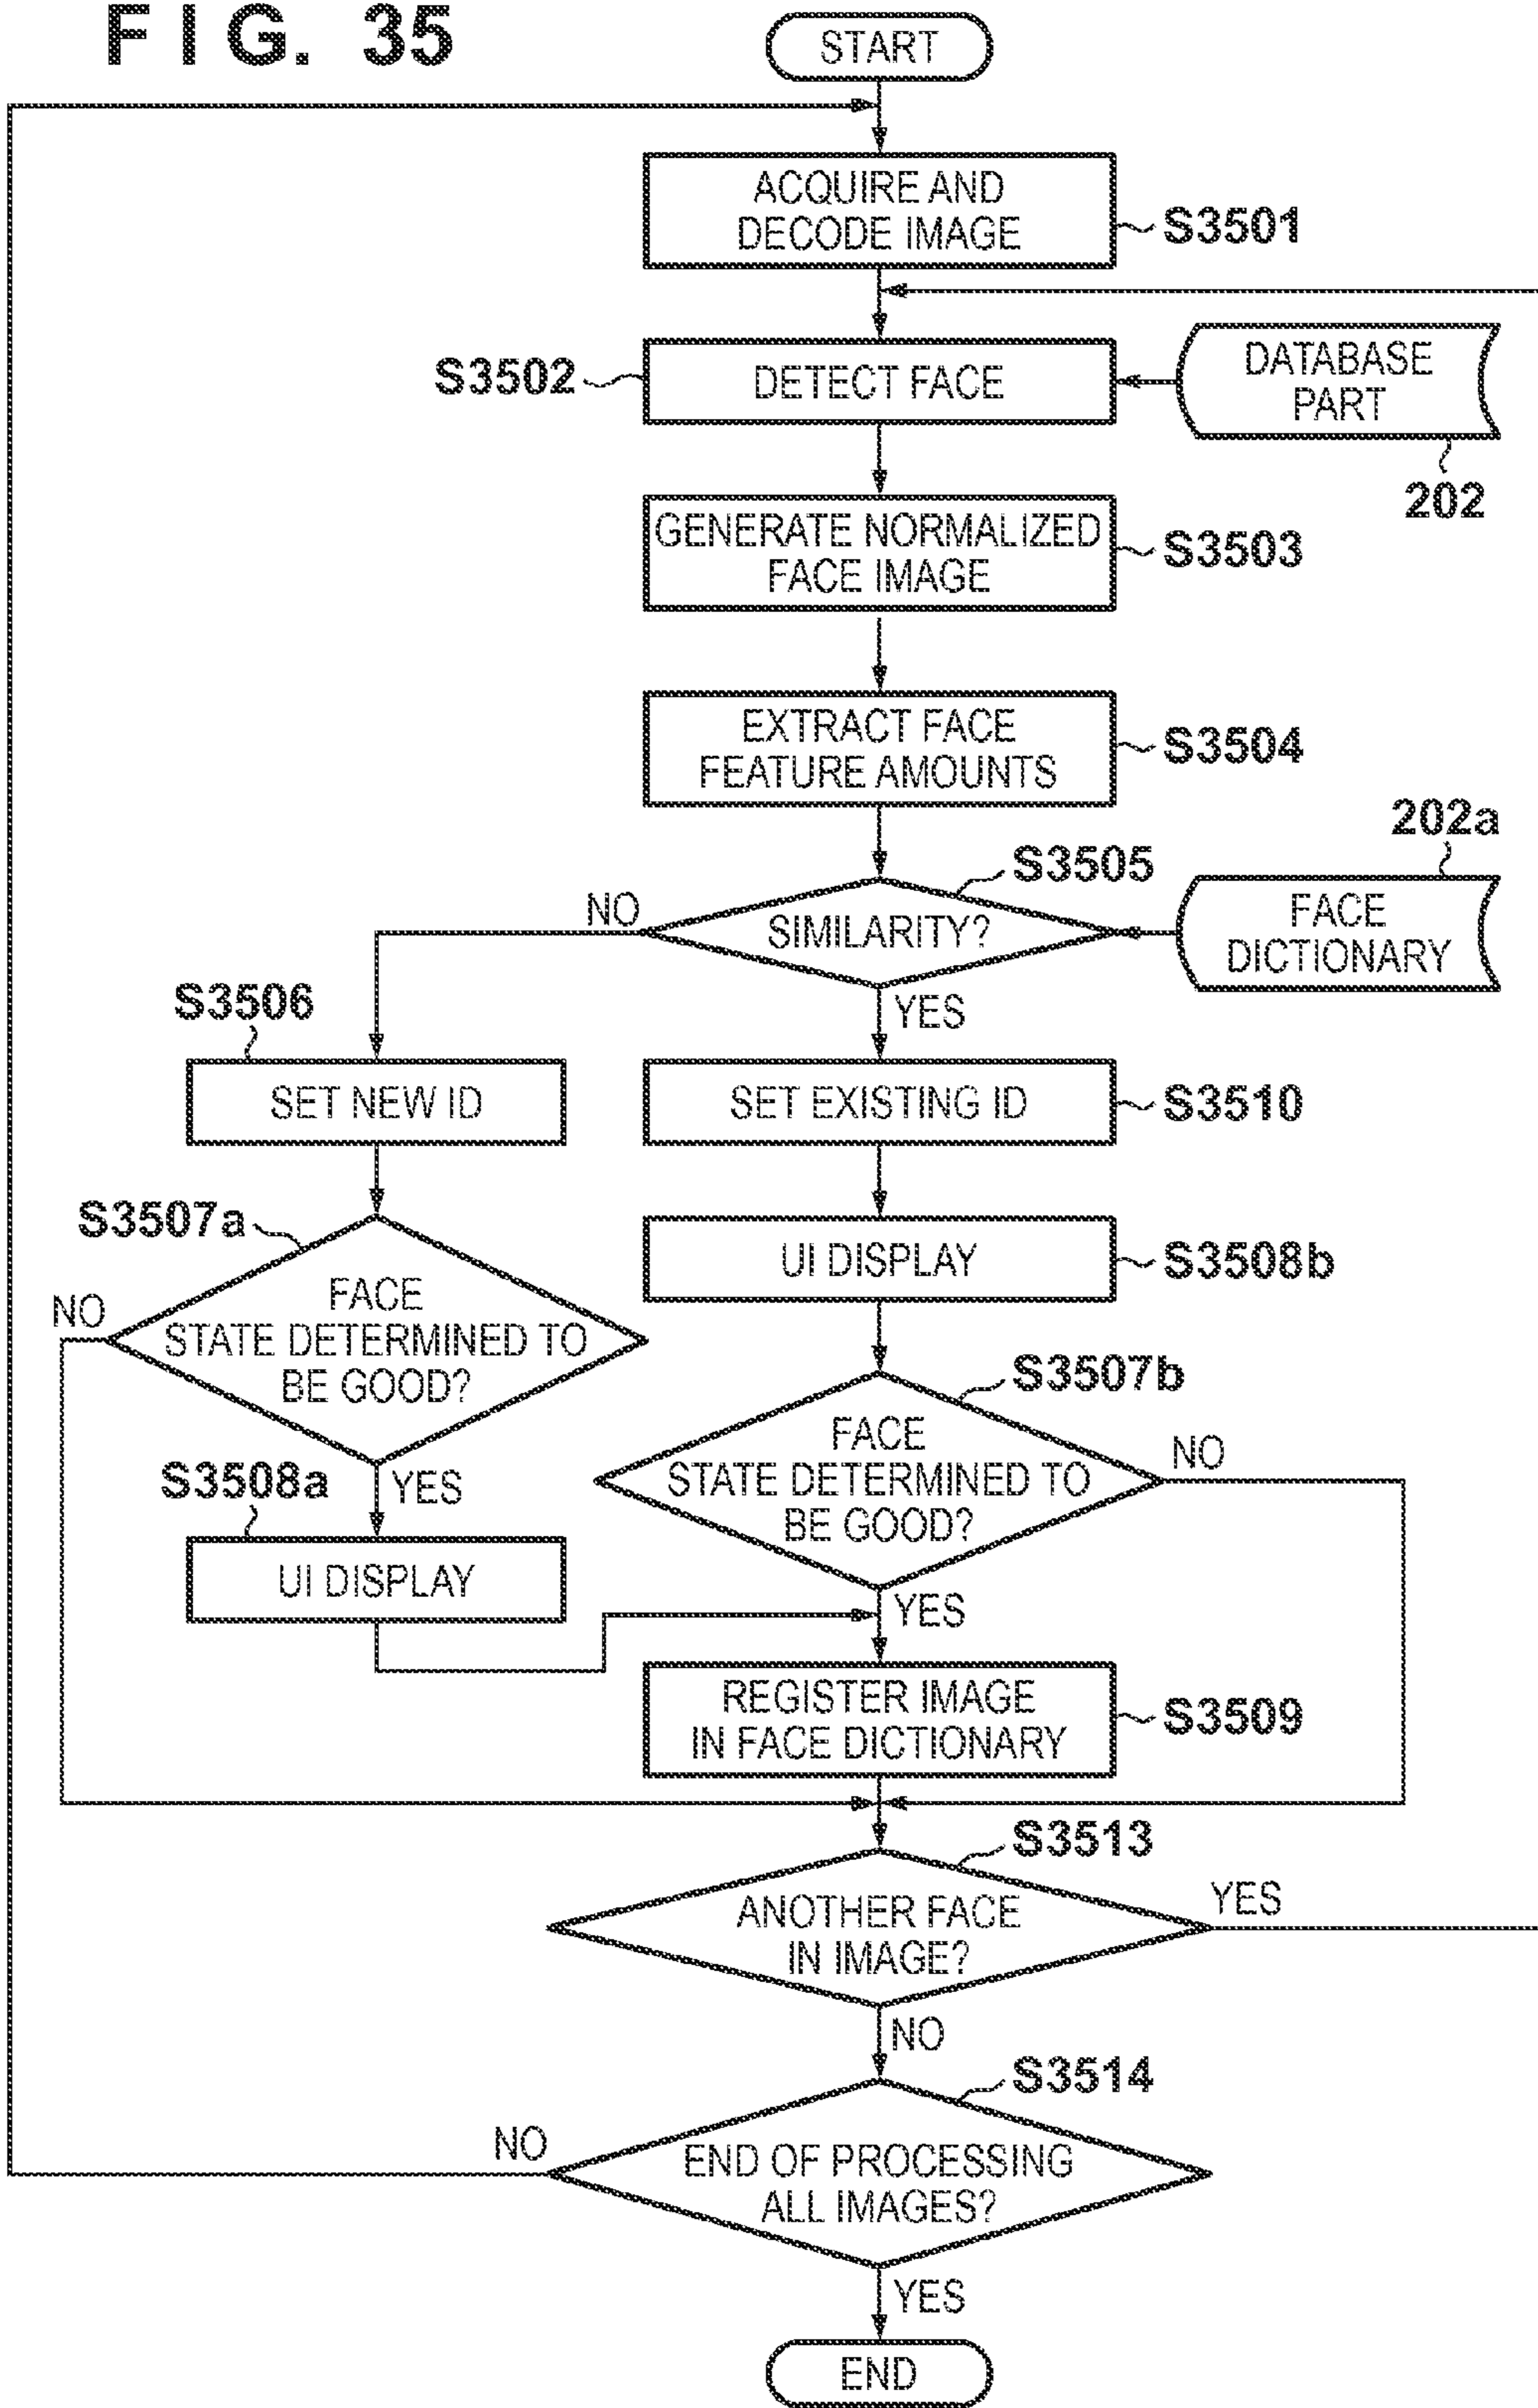 FIG. 35
START
ACQUIRE AND
DECODE IMAGE
S3501
S3502
DETECT FACE
DATABASE
PART
202
GENERATE NORMALIZED
FACE IMAGE
S3503
EXTRACT FACE
FEATURE AMOUNTS
S3504
202a
S3505
NO
SIMILARITY?
FACE
DICTIONARY
YES
S3506
SET NEW ID
SET EXISTING ID
S3510
S3507a
UI DISPLAY
S3508b
NO
FACE
STATE DETERMINED TO
BE GOOD?
S3507b
FACE
STATE DETERMINED TO
BE GOOD?
NO
S3508a
YES
UI DISPLAY
YES
REGISTER IMAGE
IN FACE DICTIONARY
S3509
S3513
ANOTHER FACE
IN IMAGE?
YES
NO
S3514
NO
END OF PROCESSING
ALL IMAGES?
YES
END